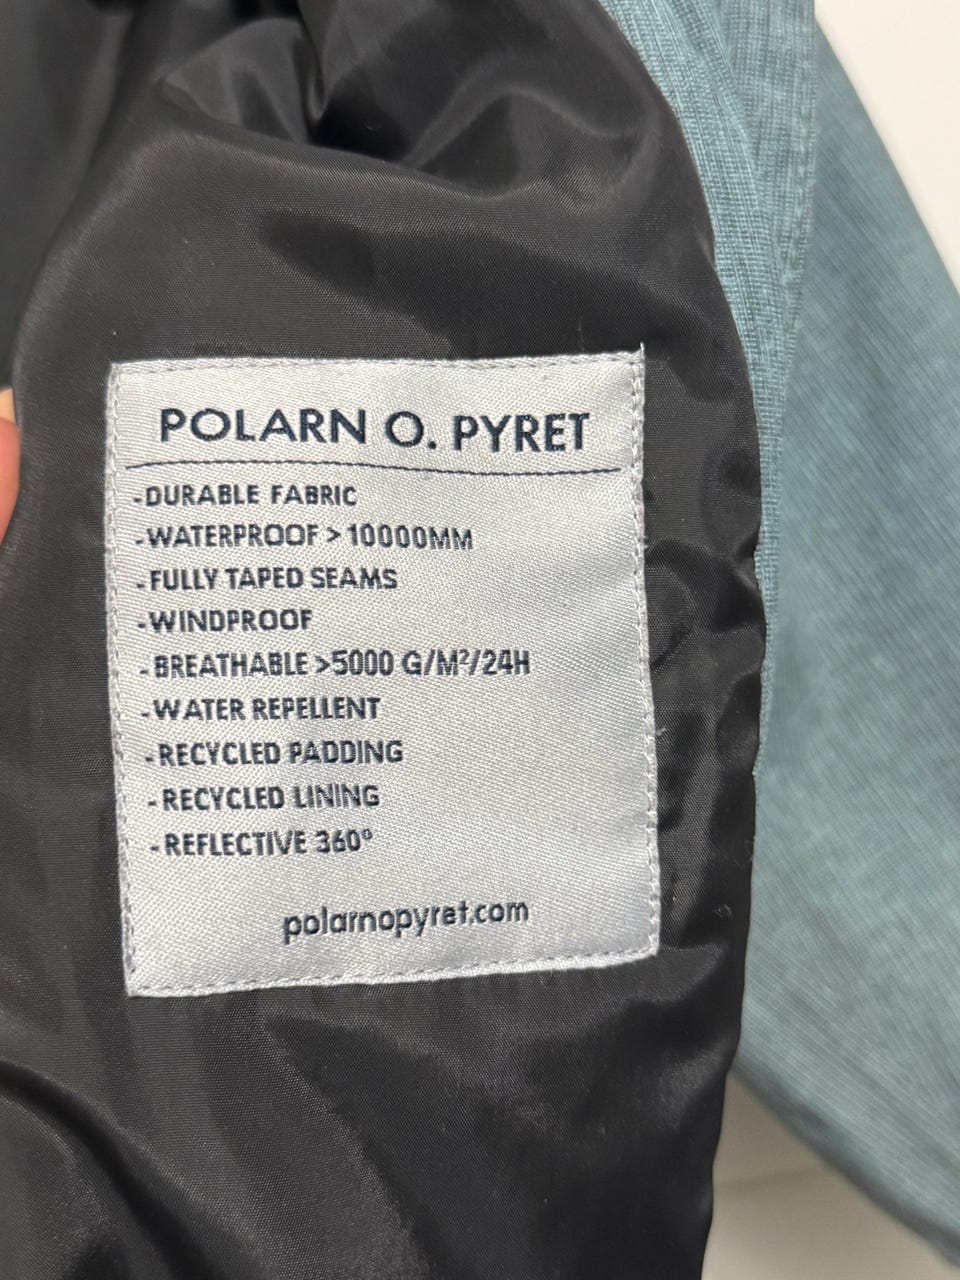 POLARN O. PYRET
-DURABLE FABRIC
-WATERPROOF > 10000MM
-FULLY TAPED SEAMS
-WINDPROOF
-BREATHABLE >5000 G/M²/24H
-WATER REPELLENT
-RECYCLED PADDING
-RECYCLED LINING
-REFLECTIVE 360°
polarnopyret.com